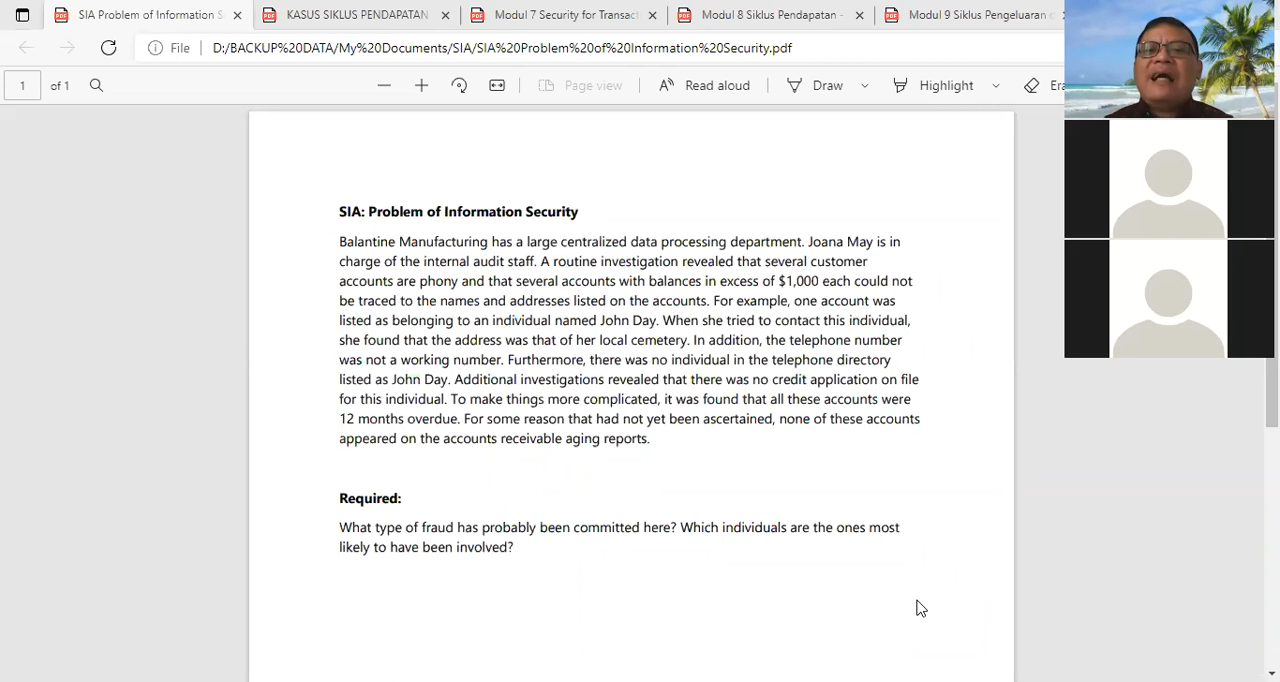 SIA Problem of Information S
KASUS SIKLUS PENDAPATAN
Modul 7 Security for Transact
Modul 8 Siklus Pendapatan -
Modul 9 Siklus Pengeluaran
File
D:/BACKUP%20DATA/My%20Documents/SIA/SIA%20Problem%20of%20Information%20Security.pdf
1 of 1
Page view
Read aloud
Draw
Highlight
Era
SIA: Problem of Information Security
Balantine Manufacturing has a large centralized data processing department. Joana May is in
charge of the internal audit staff. A routine investigation revealed that several customer
accounts are phony and that several accounts with balances in excess of $1,000 each could not
be traced to the names and addresses listed on the accounts. For example, one account was
listed as belonging to an individual named John Day. When she tried to contact this individual,
she found that the address was that of her local cemetery. In addition, the telephone number
was not a working number. Furthermore, there was no individual in the telephone directory
listed as John Day. Additional investigations revealed that there was no credit application on file
for this individual. To make things more complicated, it was found that all these accounts were
12 months overdue. For some reason that had not yet been ascertained, none of these accounts
appeared on the accounts receivable aging reports.
Required:
What type of fraud has probably been committed here? Which individuals are the ones most
likely to have been involved?